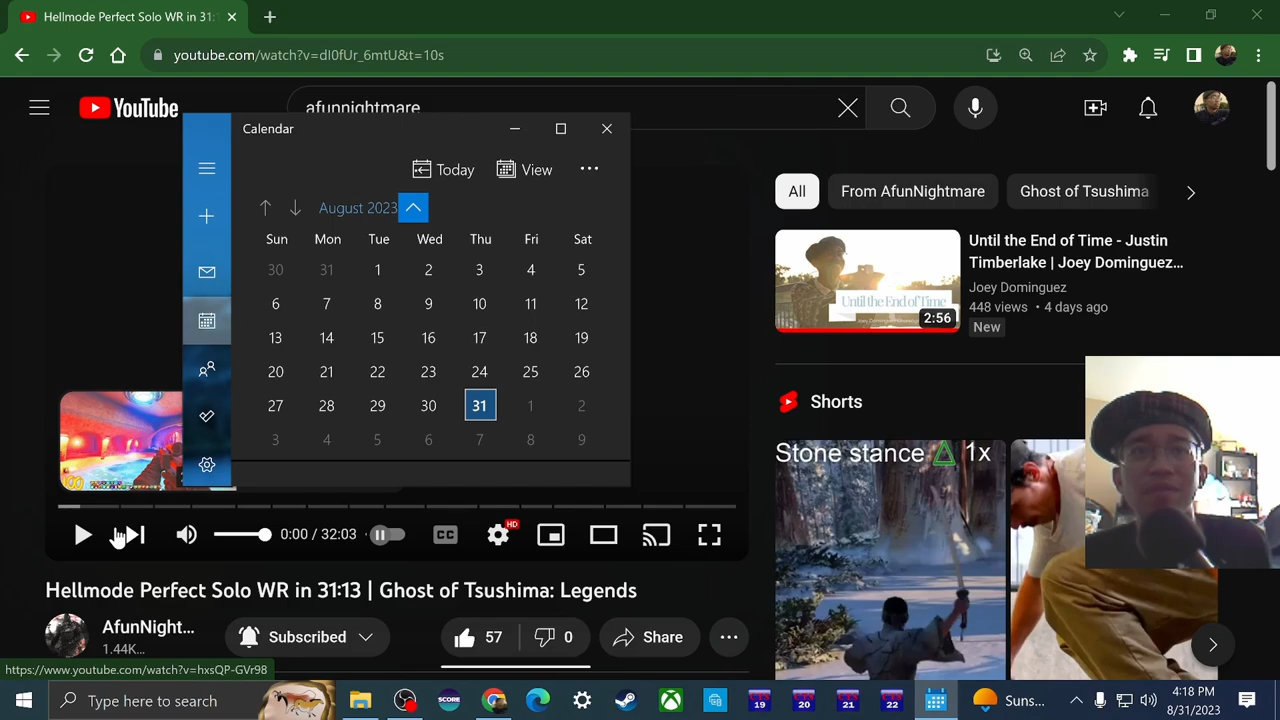 Hellmode Perfect Solo WR in 31:1
youtube.com/watch?v=dI0fUr_6mtU&t=10s
YouTube
afunnightmare
Calendar
Today
View
August 2023
Sun Mon Tue Wed Thu Fri Sat
30 31 1 2 3 4 5
6 7 8 9 10 11 12
13 14 15 16 17 18 19
20 21 22 23 24 25 26
27 28 29 30 31 1 2
3 4 5 6 7 8 9
All From AfunNightmare Ghost of Tsushima
Until the End of Time
Joey Dominguez
2:56
Until the End of Time - Justin
Timberlake | Joey Dominguez...
Joey Dominguez
448 views • 4 days ago
New
Shorts
Stone stance 1x
0:00 / 32:03
CC
HD
Hellmode Perfect Solo WR in 31:13 | Ghost of Tsushima: Legends
AfunNight...
1.44K...
Subscribed
57
0
Share
https://www.youtube.com/watch?v=hxsQP-GVr98
Type here to search
SCORE
19
20
21
22
Suns...
4:18 PM
8/31/2023